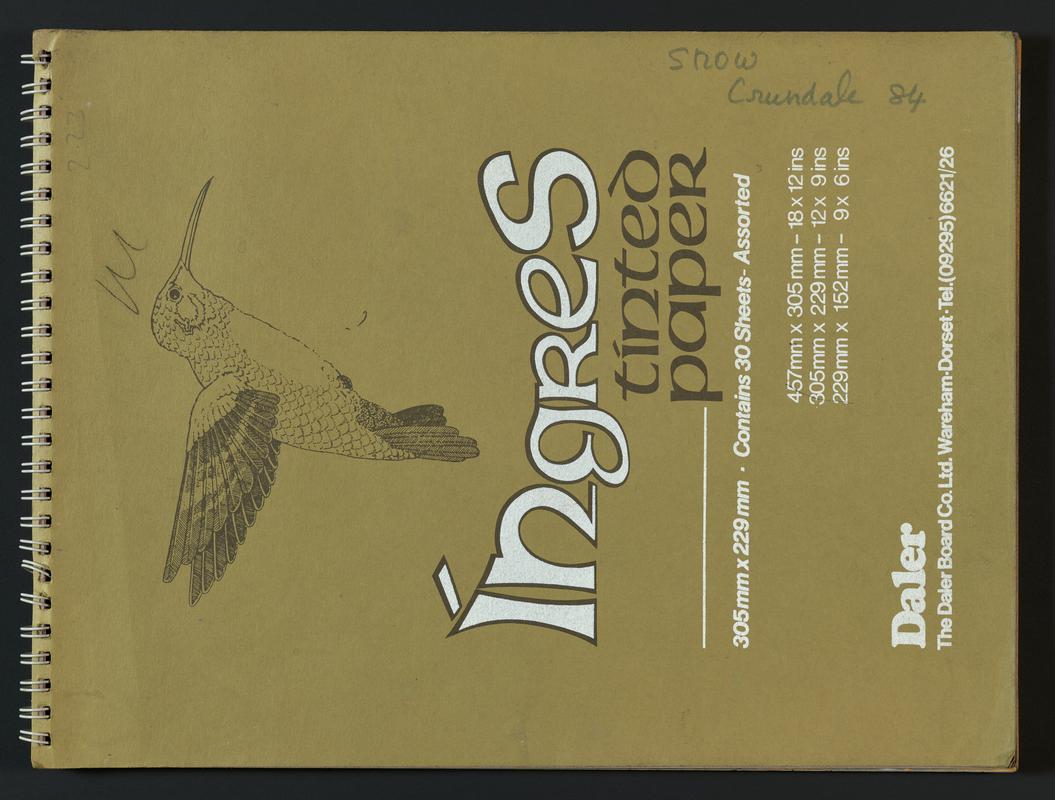 Snow
Crundale 84
2.23
Ingres
tinted
paper
305mm x 229mm · Contains 30 Sheets - Assorted
457mm x 305mm – 18 x 12 ins
305mm x 229mm – 12 x 9 ins
229mm x 152mm – 9 x 6 ins
Daler
The Daler Board Co. Ltd. Wareham·Dorset·Tel.(09295)6621/26